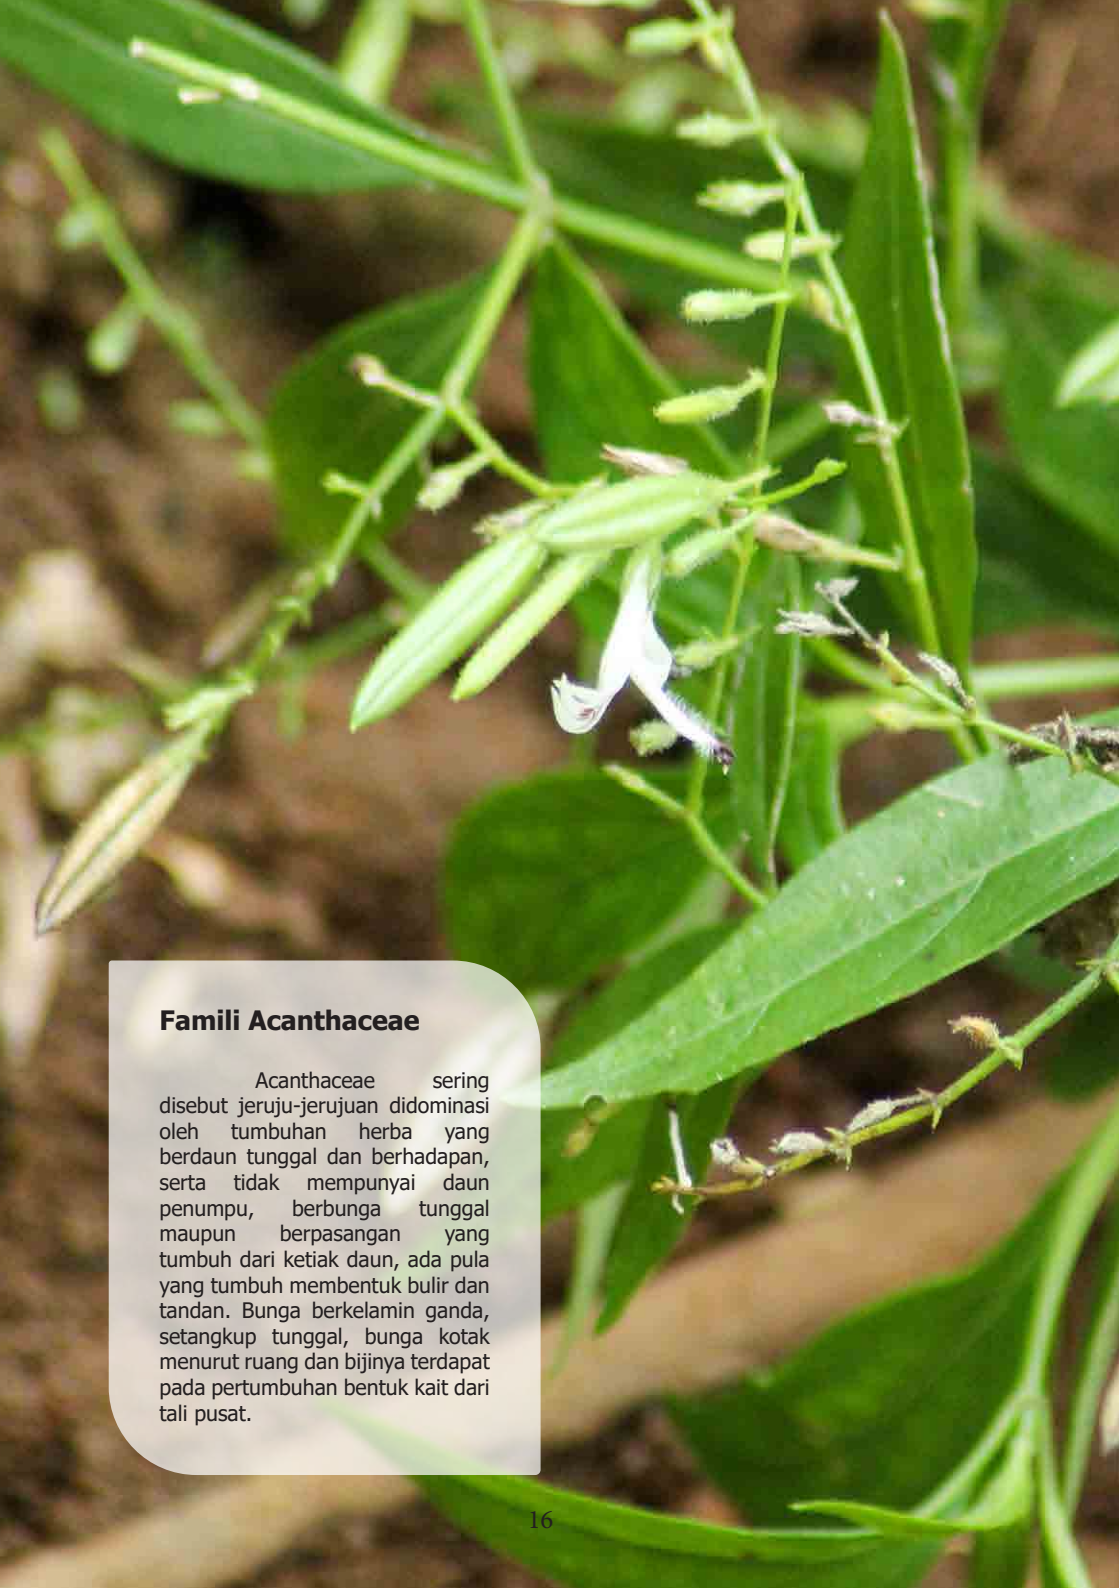 Famili Acanthaceae
Acanthaceae sering
disebut jeruju-jerujuan didominasi
oleh tumbuhan herba yang
berdaun tunggal dan berhadapan,
serta tidak mempunyai daun
penumpu, berbunga tunggal
maupun berpasangan yang
tumbuh dari ketiak daun, ada pula
yang tumbuh membentuk bulir dan
tandan. Bunga berkelamin ganda,
setangkup tunggal, bunga kotak
menurut ruang dan bijinya terdapat
pada pertumbuhan bentuk kait dari
tali pusat.
16